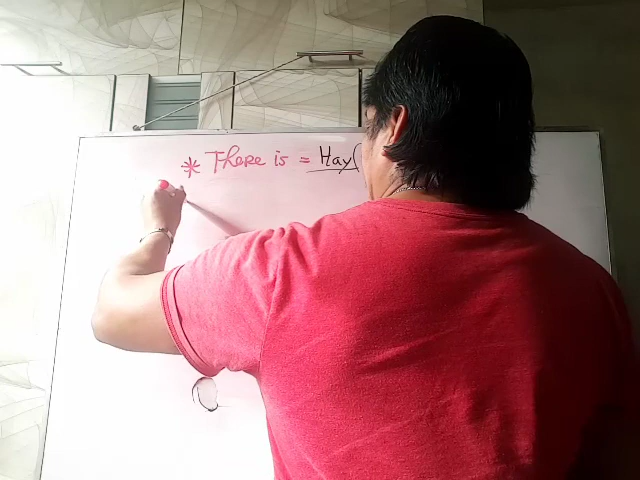 * There is = Hay